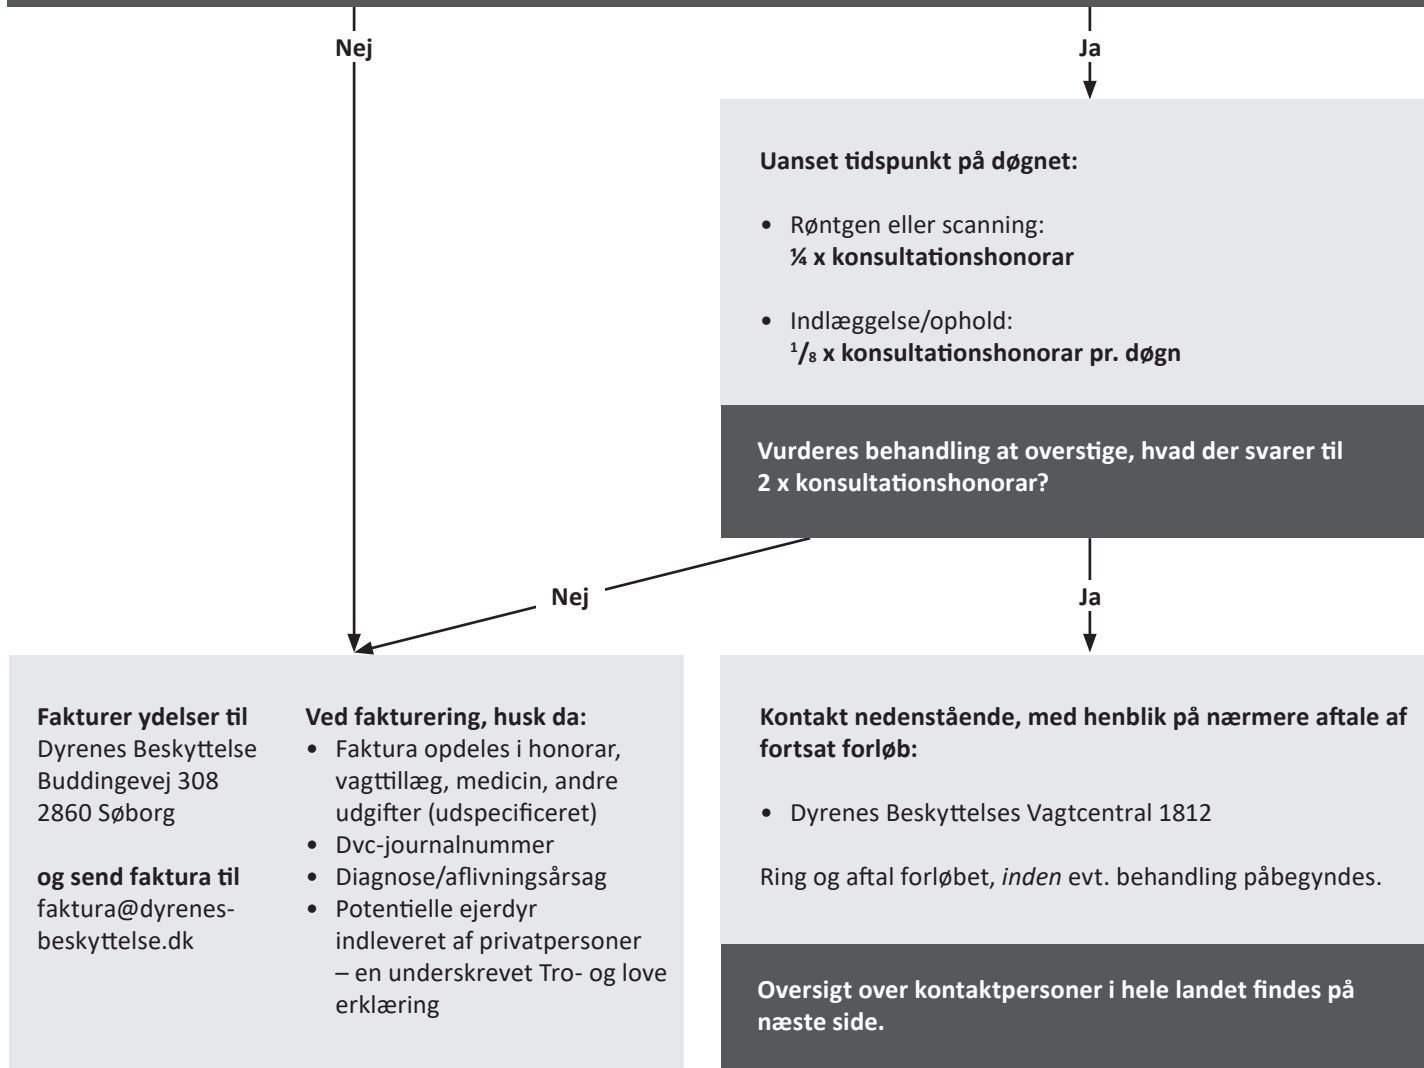 Nej
Ja
Uanset tidspunkt på døgnet:
• Røntgen eller scanning:
¼ x konsultationshonorar
• Indlæggelse/ophold:
1/8 x konsultationshonorar pr. døgn
Vurderes behandling at overstige, hvad der svarer til
2 x konsultationshonorar?
Nej
Ja
Fakturer ydelser til
Dyrenes Beskyttelse
Buddingevej 308
2860 Søborg
og send faktura til
faktura@dyrenes-
beskyttelse.dk
Ved fakturering, husk da:
• Faktura opdeles i honorar,
vagttillæg, medicin, andre
udgifter (udspecificeret)
• Dvc-journalnummer
• Diagnose/aflivningsårsag
• Potentielle ejerdyr
indleveret af privatpersoner
– en underskrevet Tro- og love
erklæring
Kontakt nedenstående, med henblik på nærmere aftale af
fortsat forløb:
• Dyrenes Beskyttelses Vagtcentral 1812
Ring og aftal forløbet, inden evt. behandling påbegyndes.
Oversigt over kontaktpersoner i hele landet findes på
næste side.